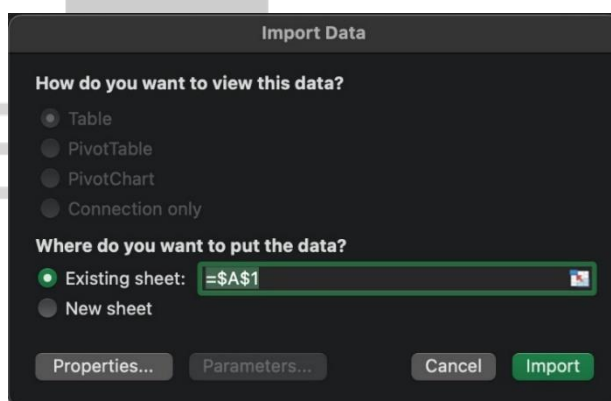 Import Data
How do you want to view this data?
Table
PivotTable
PivotChart
Connection only
Where do you want to put the data?
Existing sheet: =$A$1
New sheet
Properties... Parameters... Cancel Import